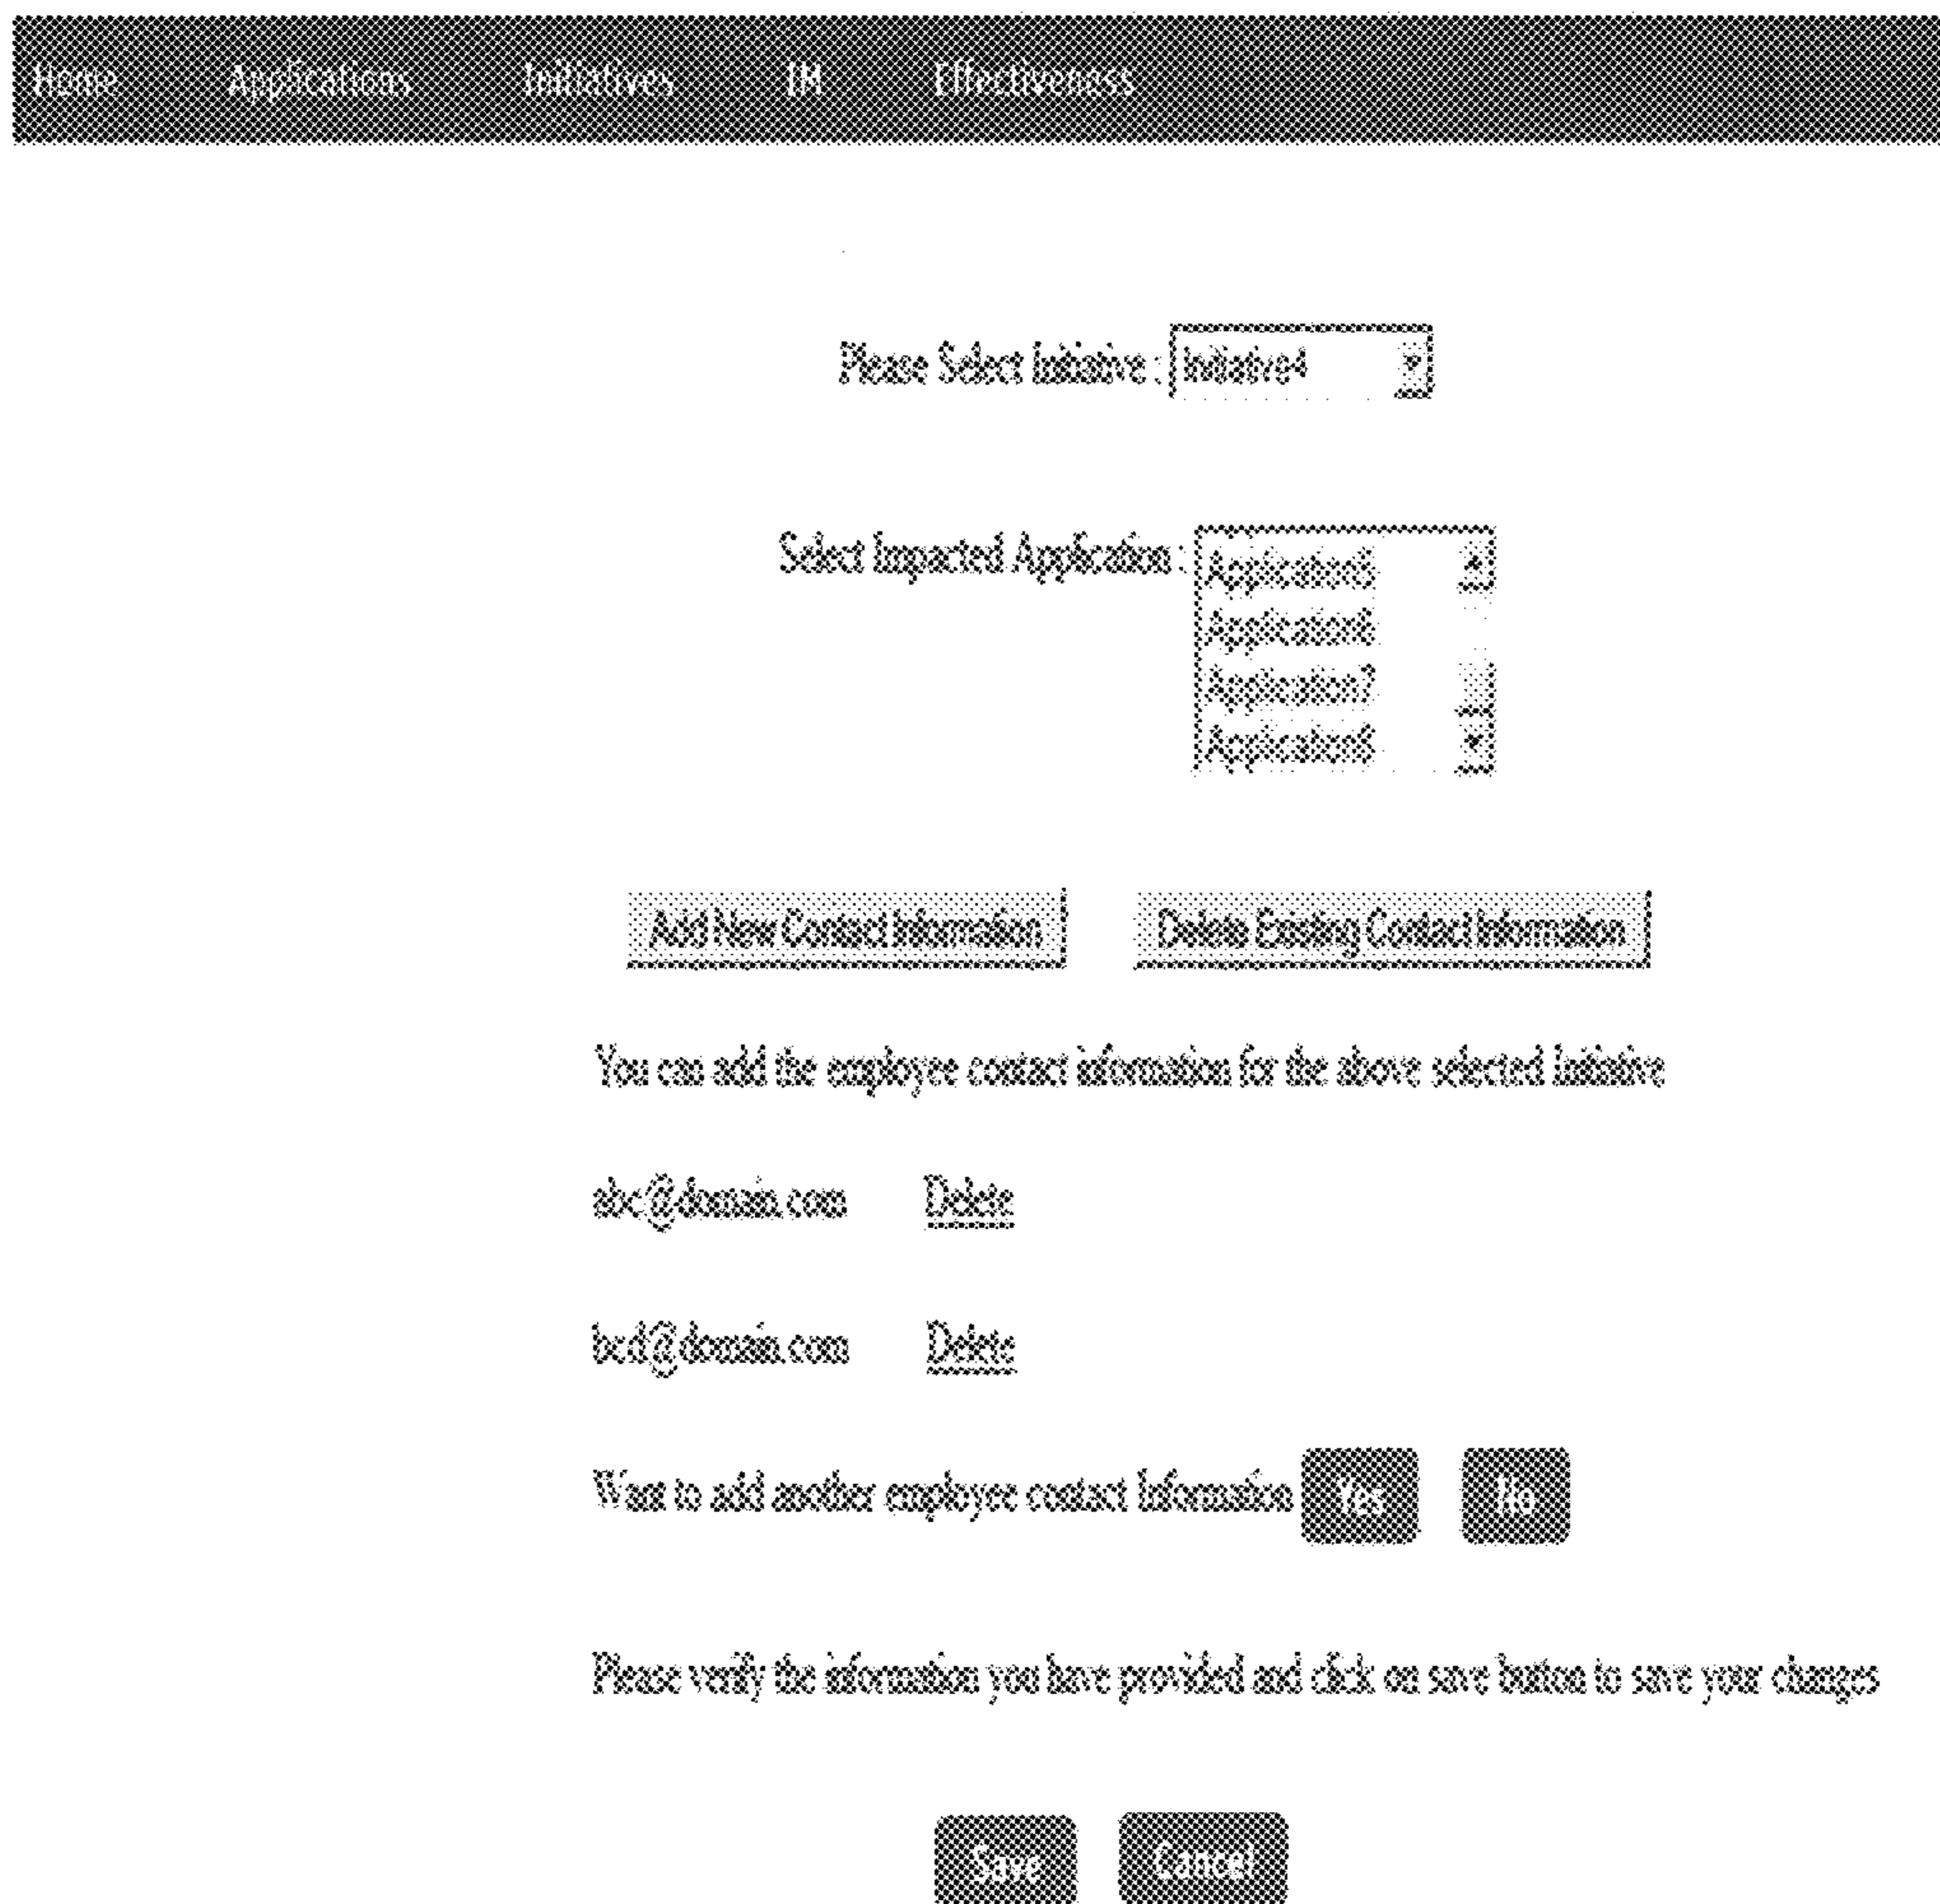 Home Applications Initiatives IM Effectiveness
Please Select Initiative : Initiative4
Select Impacted Application : Application5
Application6
Application7
Application8
Add New Contact Information Delete Existing Contact Information
You can add the employee contact information for the above selected Initiative
abc@domain.com Delete
bcd@domain.com Delete
Want to add another employee contact Information Yes No
Please verify the information you have provided and click on save button to save your changes
Save Cancel